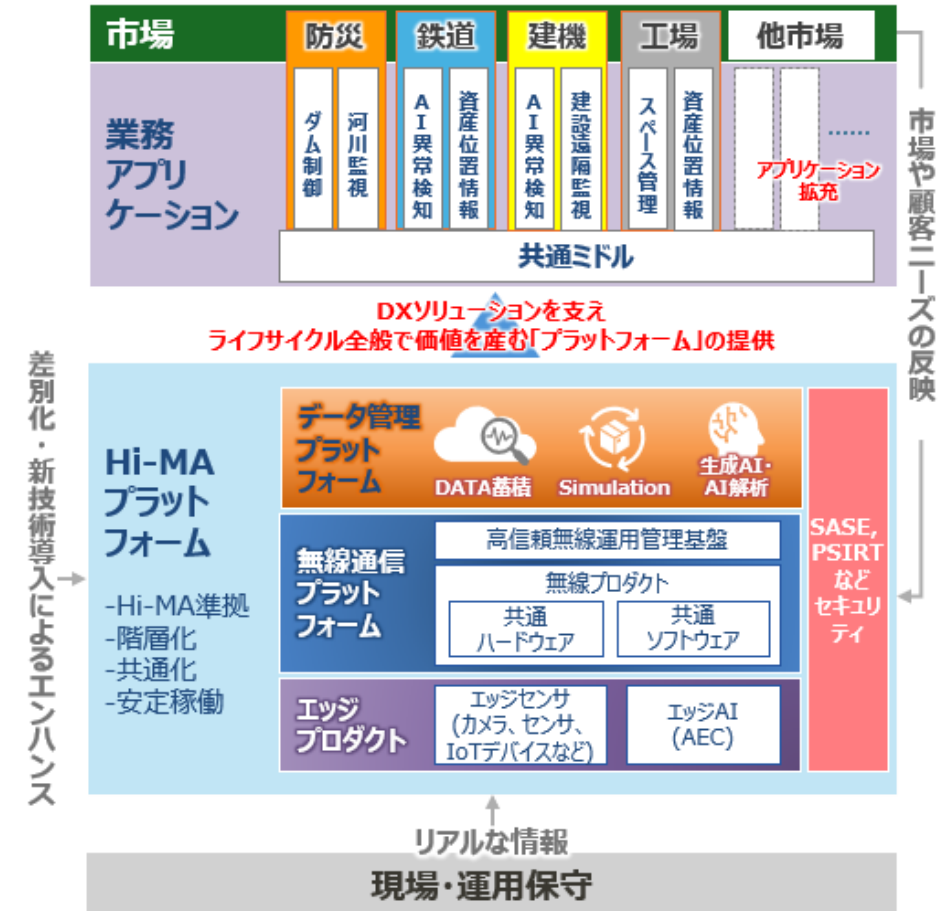 市場
防災
鉄道
建機
工場
他市場
業務
アプリ
ケーション
ダム制御
河川監視
AI異常検知
資産位置情報
AI異常検知
建設遠隔監視
スペース管理
資産位置情報
……
アプリケーション
拡充
共通ミドル
市場や顧客ニーズの反映
DXソリューションを支え
ライフサイクル全般で価値を産む「プラットフォーム」の提供
差別化・新技術導入によるエンハンス
Hi-MA
プラット
フォーム
-Hi-MA準拠
-階層化
-共通化
-安定稼働
データ管理
プラット
フォーム
DATA蓄積
Simulation
生成AI・
AI解析
無線通信
プラット
フォーム
高信頼無線運用管理基盤
無線プロダクト
共通
ハードウェア
共通
ソフトウェア
エッジ
プロダクト
エッジセンサ
(カメラ、センサ、
IoTデバイスなど)
エッジAI
(AEC)
SASE,
PSIRT
など
セキュリ
ティ
リアルな情報
現場・運用保守